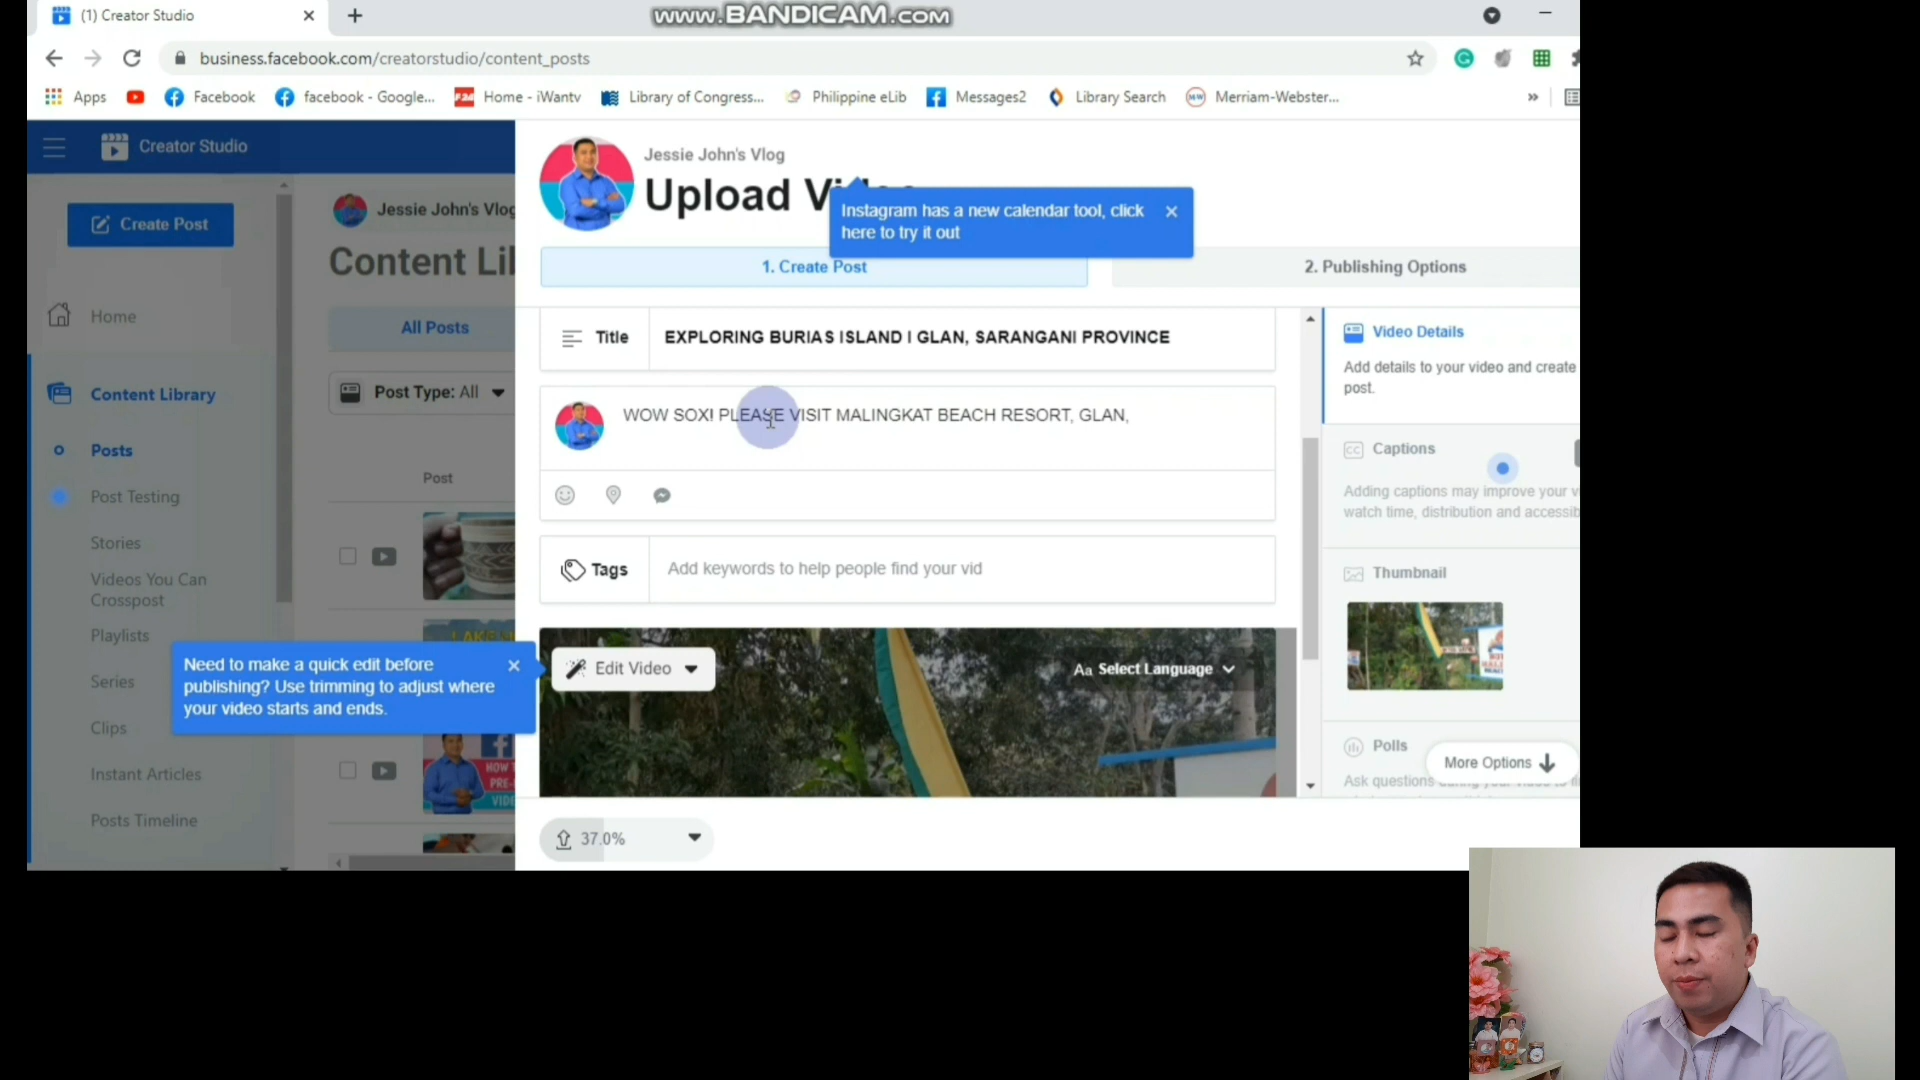 (1) Creator Studio
www.BANDICAM.com
business.facebook.com/creatorstudio/content_posts
Apps
Facebook
facebook - Google...
Home - iWantv
Library of Congress...
Philippine eLib
Messages2
Library Search
Merriam-Webster...
»
Creator Studio
Jessie John's Vlog
Upload Vi
Instagram has a new calendar tool, click
here to try it out
1. Create Post
2. Publishing Options
Create Post
Home
Content Library
Posts
Post Testing
Stories
Videos You Can
Crosspost
Playlists
Series
Clips
Instant Articles
Posts Timeline
Jessie John's Vlog
Content Li
All Posts
Post Type: All
Post
Need to make a quick edit before
publishing? Use trimming to adjust where
your video starts and ends.
Title
EXPLORING BURIAS ISLAND I GLAN, SARANGANI PROVINCE
WOW SOX! PLEASE VISIT MALINGKAT BEACH RESORT, GLAN,
Tags
Add keywords to help people find your vid
Edit Video
Aa Select Language
37.0%
Video Details
Add details to your video and create
post.
CC Captions
Adding captions may improve your v
watch time, distribution and accessib
Thumbnail
Polls
Ask questions
More Options
HOW T
PRE-
VIDE